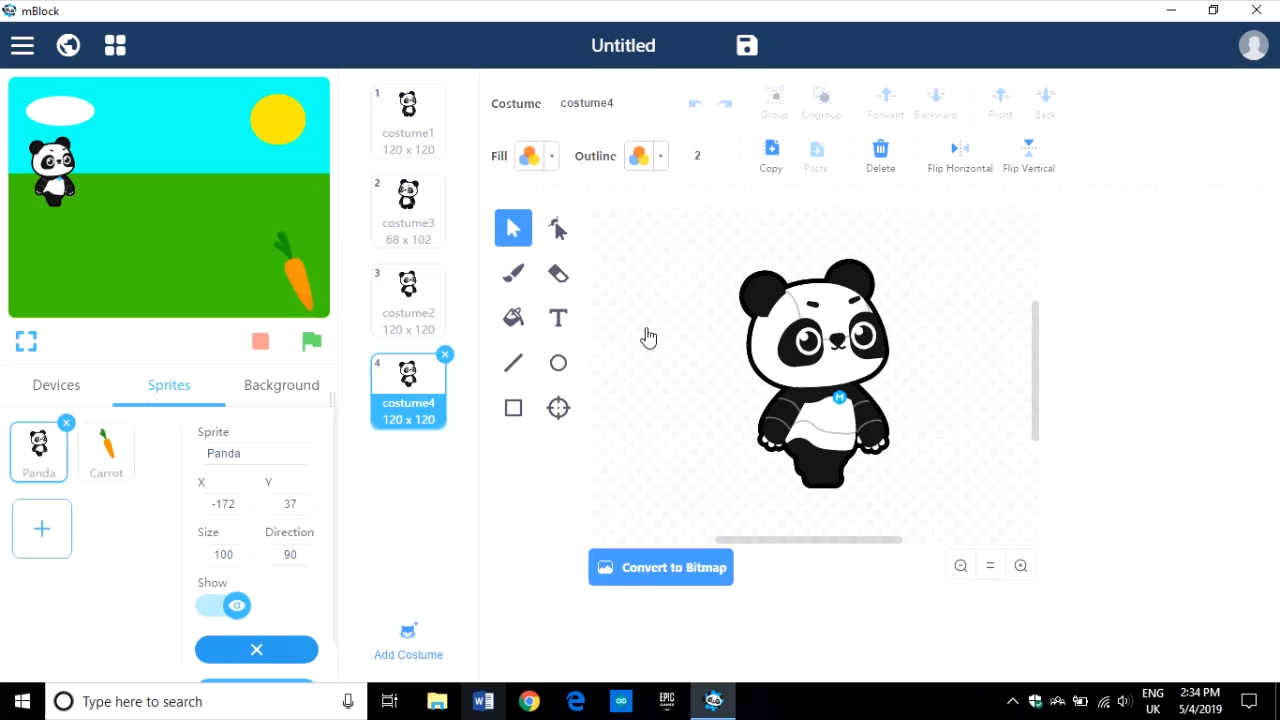 mBlock
Untitled
1
costume1
120 x 120
2
costume3
68 x 102
3
costume2
120 x 120
4
costume4
120 x 120
Add Costume
Costume costume4
Group Ungroup Forward Backward Front Back
Fill Outline 2
Copy Paste Delete Flip Horizontal Flip Vertical
M
Convert to Bitmap
Devices Sprites Background
Panda Carrot
Sprite
Panda
X Y
-172 37
Size Direction
100 90
Show
Type here to search
EPIC
GAMES
ENG
UK
2:34 PM
5/4/2019